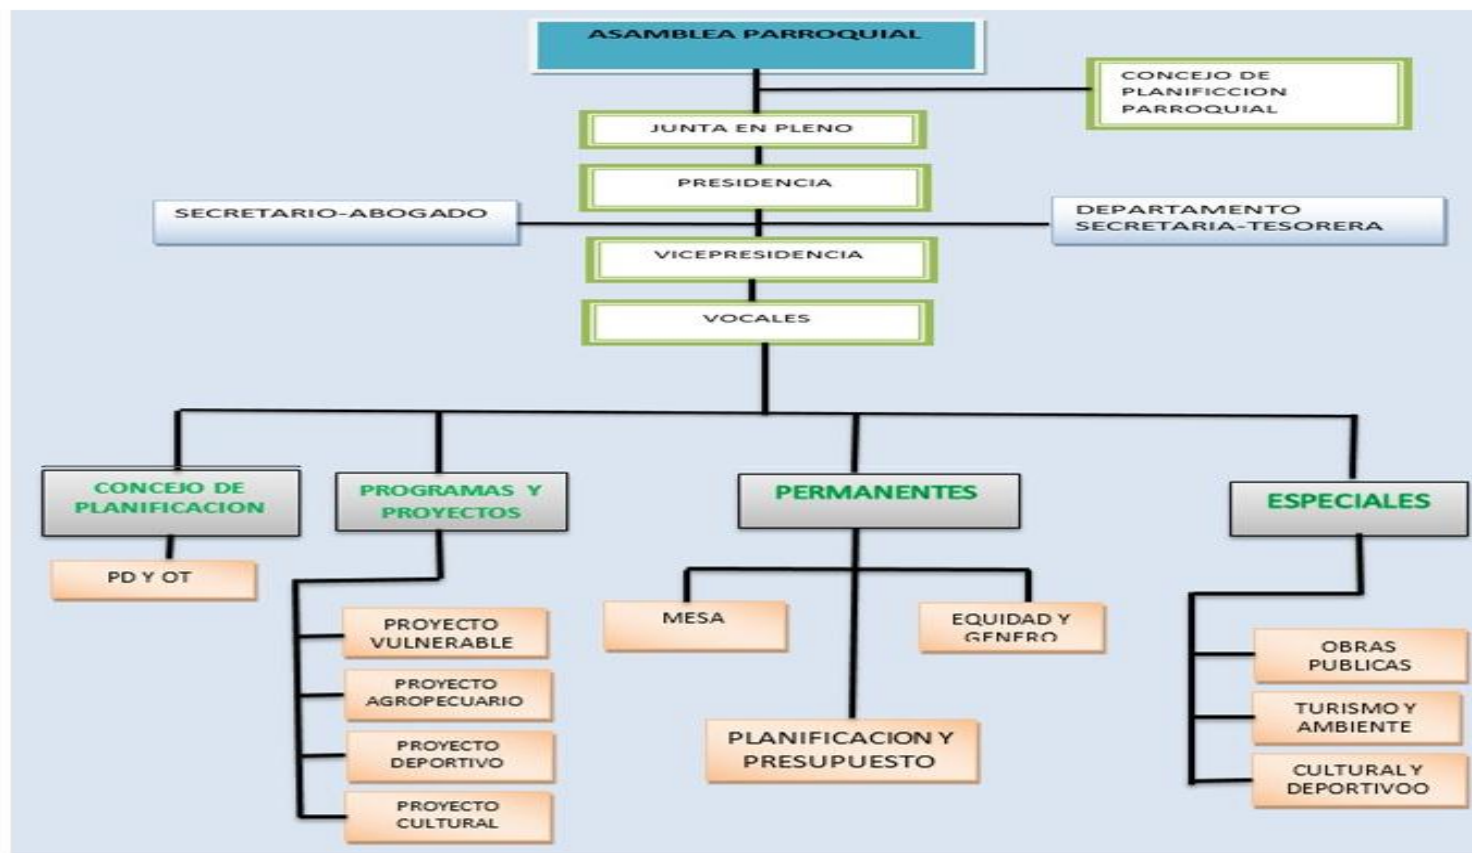 ASAMBLEA PARROQUIAL
CONCEJO DE
PLANIFICCION
PARROQUIAL
JUNTA EN PLENO
PRESIDENCIA
SECRETARIO-ABOGADO
DEPARTAMENTO
SECRETARIA-TESORERA
VICEPRESIDENCIA
VOCALES
CONCEJO DE
PLANIFICACION
PROGRAMAS Y
PROYECTOS
PERMANENTES
ESPECIALES
PD Y OT
PROYECTO
VULNERABLE
PROYECTO
AGROPECUARIO
PROYECTO
DEPORTIVO
PROYECTO
CULTURAL
MESA
EQUIDAD Y
GENERO
PLANIFICACION Y
PRESUPUESTO
OBRAS
PUBLICAS
TURISMO Y
AMBIENTE
CULTURAL Y
DEPORTIVOO